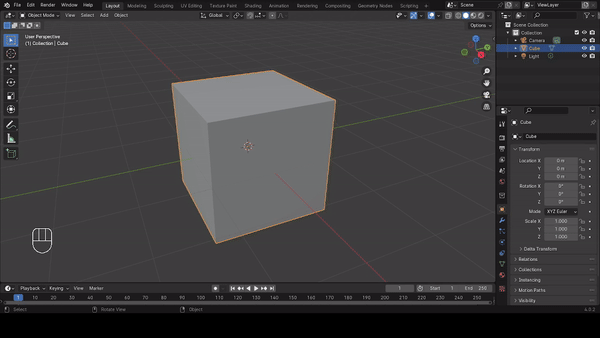 File Edit Render Window Help Layout Modeling Sculpting UV Editing Texture Paint Shading Animation Rendering Compositing Geometry Nodes Scripting Scene ViewLayer
Object Mode View Select Add Object Global
Options
User Perspective
(1) Collection | Cube
Scene Collection
Collection
Camera
Cube
Light
Cube
Cube
Transform
Location X 0 m
Y 0 m
Z 0 m
Rotation X 0°
Y 0°
Z 0°
Mode XYZ Euler
Scale X 1.000
Y 1.000
Z 1.000
Delta Transform
Relations
Collections
Instancing
Motion Paths
Visibility
Playback Keying View Marker 1 Start 1 End 250
1 10 20 30 40 50 60 70 80 90 100 110 120 130 140 150 160 170 180 190 200 210 220 230 240 250
Select Rotate View Object